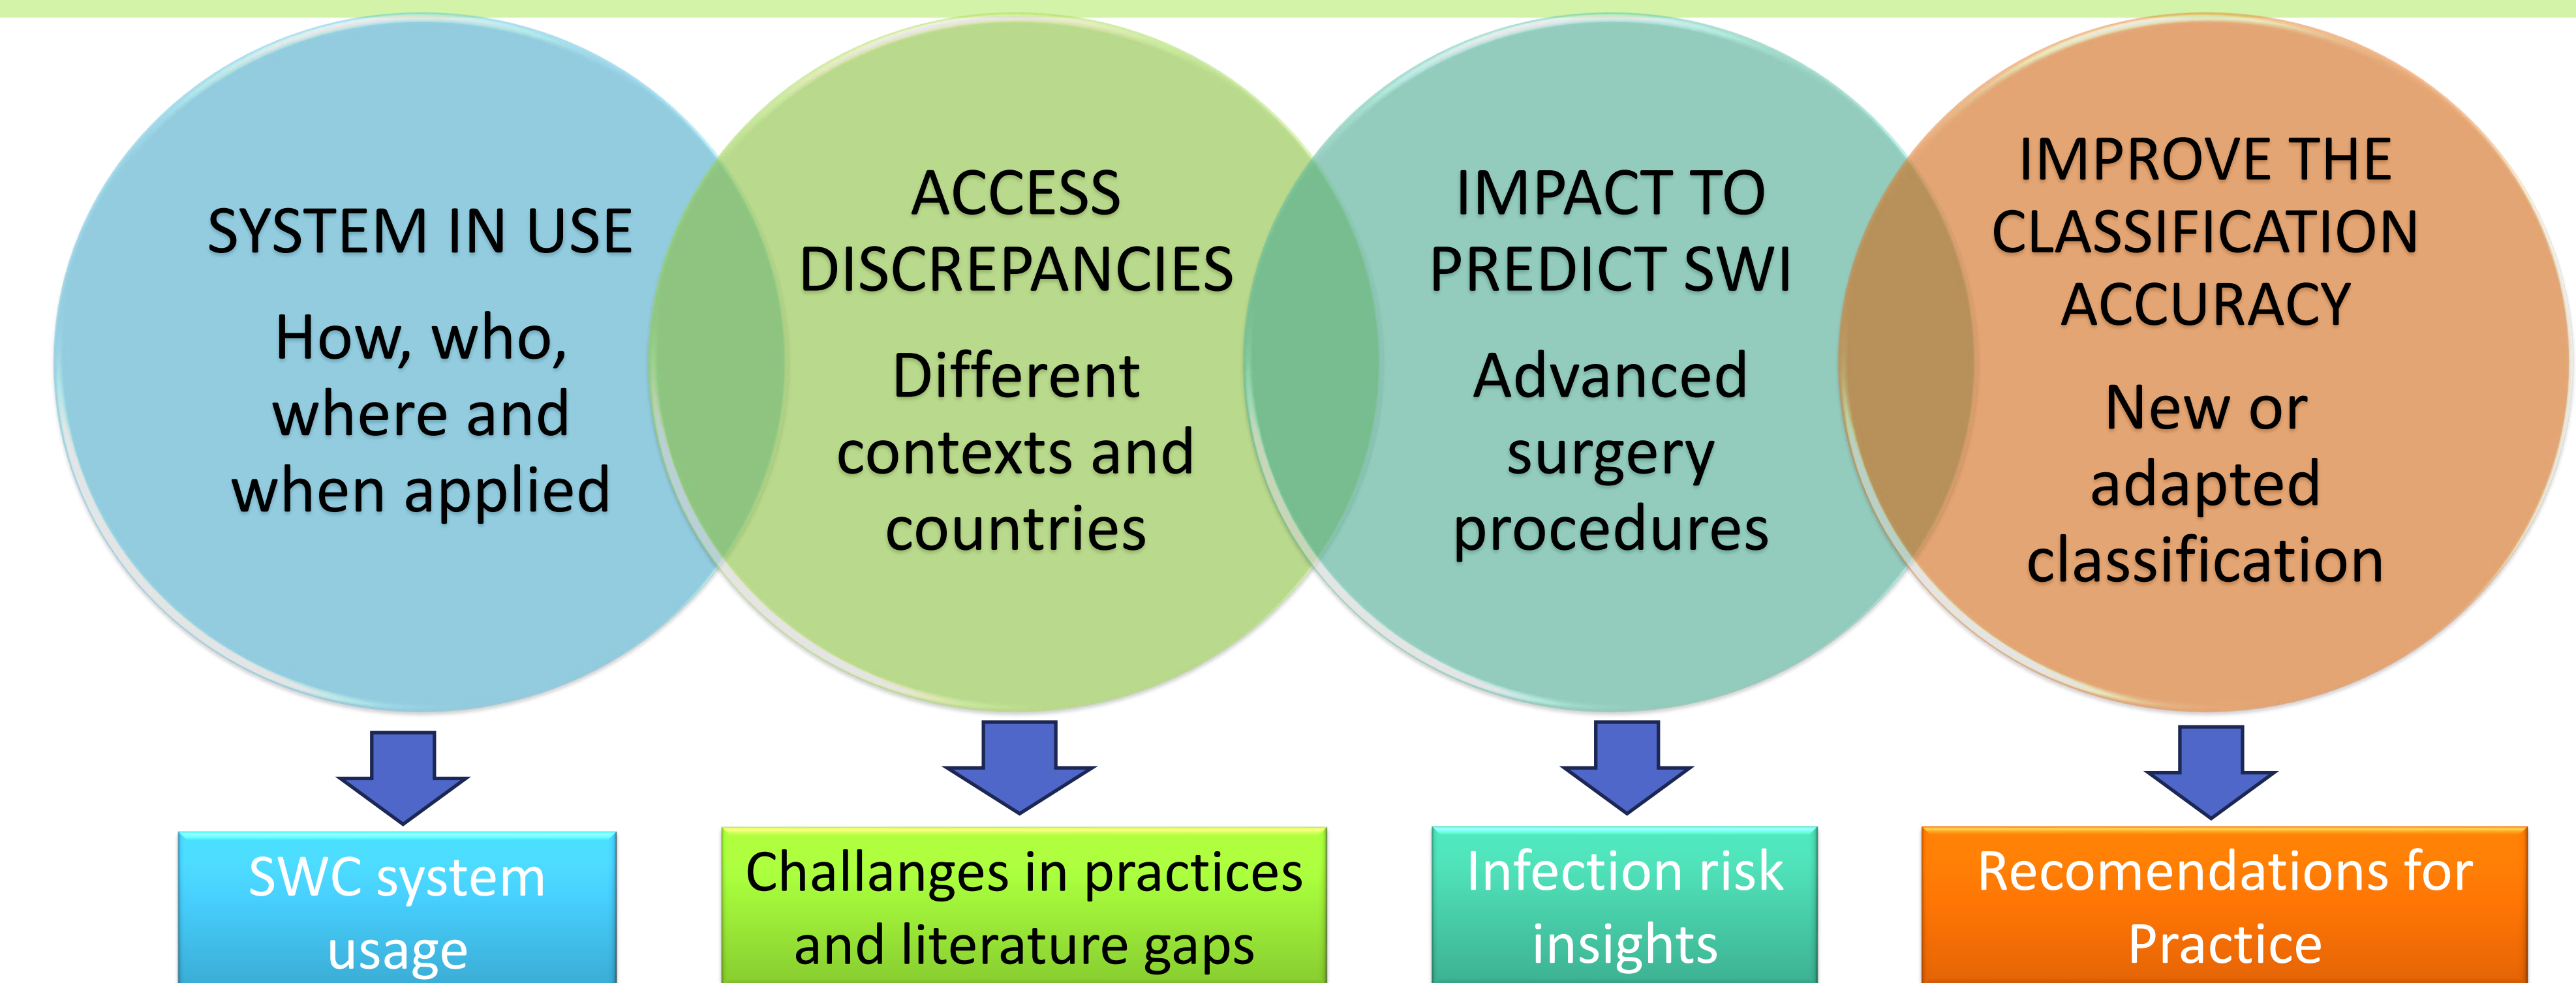 SYSTEM IN USE
How, who,
where and
when applied
ACCESS
DISCREPANCIES
Different
contexts and
countries
IMPACT TO
PREDICT SWI
Advanced
surgery
procedures
IMPROVE THE
CLASSIFICATION
ACCURACY
New or
adapted
classification
SWC system
usage
Challanges in practices
and literature gaps
Infection risk
insights
Recomendations for
Practice